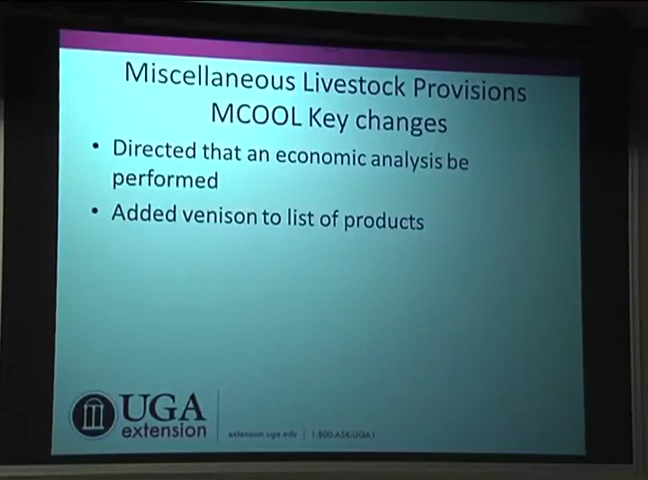 Miscellaneous Livestock Provisions
MCOOL Key changes
• Directed that an economic analysis be
performed
• Added venison to list of products
UGA
extension
extension.uga.edu | 1-800-ASK-UGA1